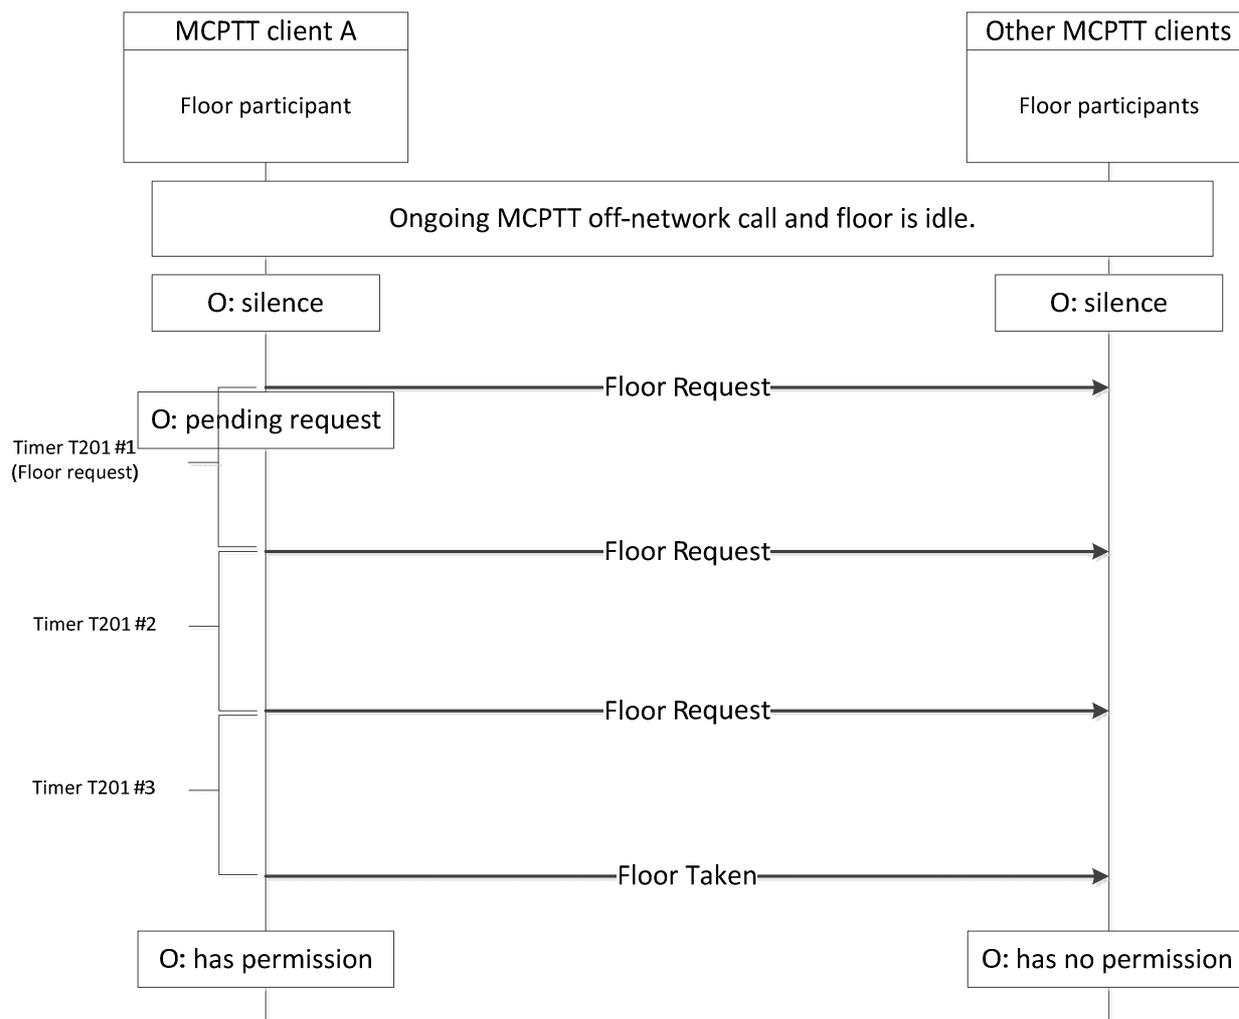 MCPTT client A
Other MCPTT clients
Floor participant
Floor participants
Ongoing MCPTT off-network call and floor is idle.
O: silence
O: silence
Floor Request
O: pending request
Timer T201 #1
(Floor request)
Floor Request
Timer T201 #2
Floor Request
Timer T201 #3
Floor Taken
O: has permission
O: has no permission